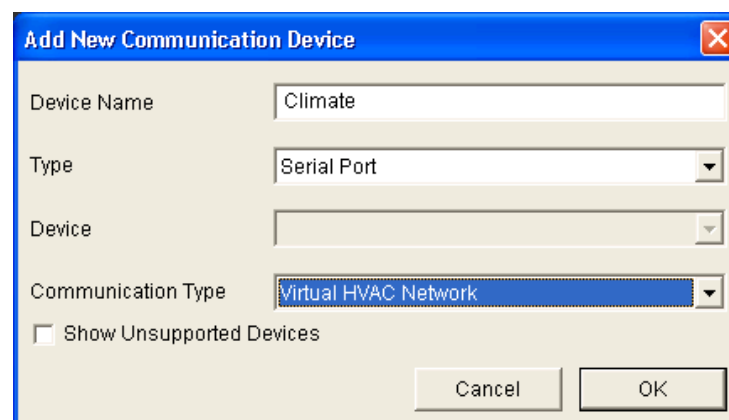 Add New Communication Device
Device Name Climate
Type Serial Port
Device
Communication Type Virtual HVAC Network
Show Unsupported Devices
Cancel OK